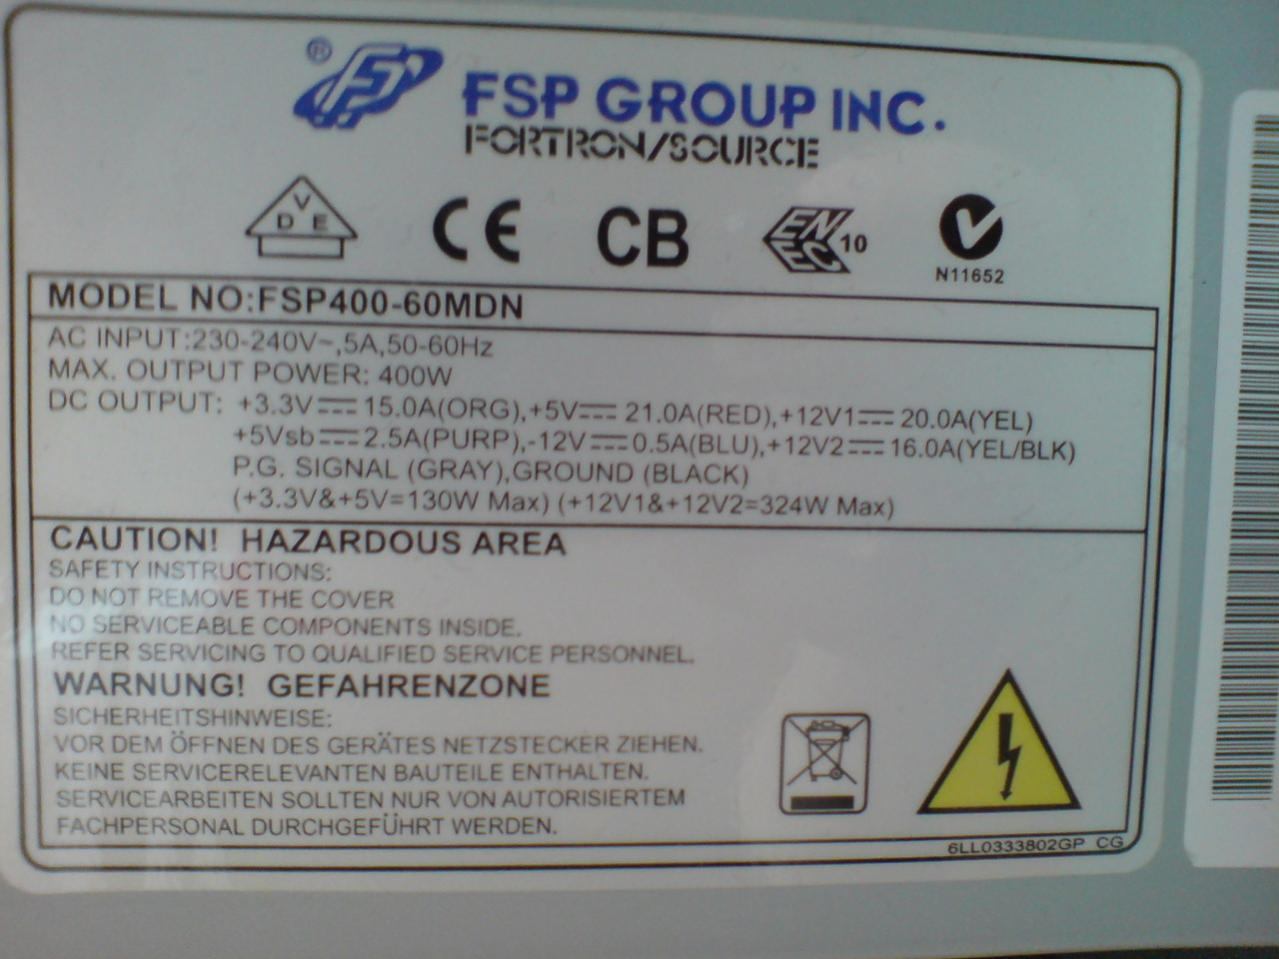 ® FSP GROUP INC.
FORTRON/SOURCE
VDE CE CB ENEC 10
N11652
MODEL NO:FSP400-60MDN
AC INPUT:230-240V~,5A,50-60Hz
MAX. OUTPUT POWER: 400W
DC OUTPUT: +3.3V⎓15.0A(ORG),+5V⎓21.0A(RED),+12V1⎓20.0A(YEL)
+5Vsb⎓2.5A(PURP),-12V⎓0.5A(BLU),+12V2⎓16.0A(YEL/BLK)
P.G. SIGNAL (GRAY),GROUND (BLACK)
(+3.3V&+5V=130W Max) (+12V1&+12V2=324W Max)
CAUTION! HAZARDOUS AREA
SAFETY INSTRUCTIONS:
DO NOT REMOVE THE COVER
NO SERVICEABLE COMPONENTS INSIDE.
REFER SERVICING TO QUALIFIED SERVICE PERSONNEL.
WARNUNG! GEFAHRENZONE
SICHERHEITSHINWEISE:
VOR DEM ÖFFNEN DES GERÄTES NETZSTECKER ZIEHEN.
KEINE SERVICERELEVANTEN BAUTEILE ENTHALTEN.
SERVICEARBEITEN SOLLTEN NUR VON AUTORISIERTEM
FACHPERSONAL DURCHGEFÜHRT WERDEN.
6LL0333802GP CG